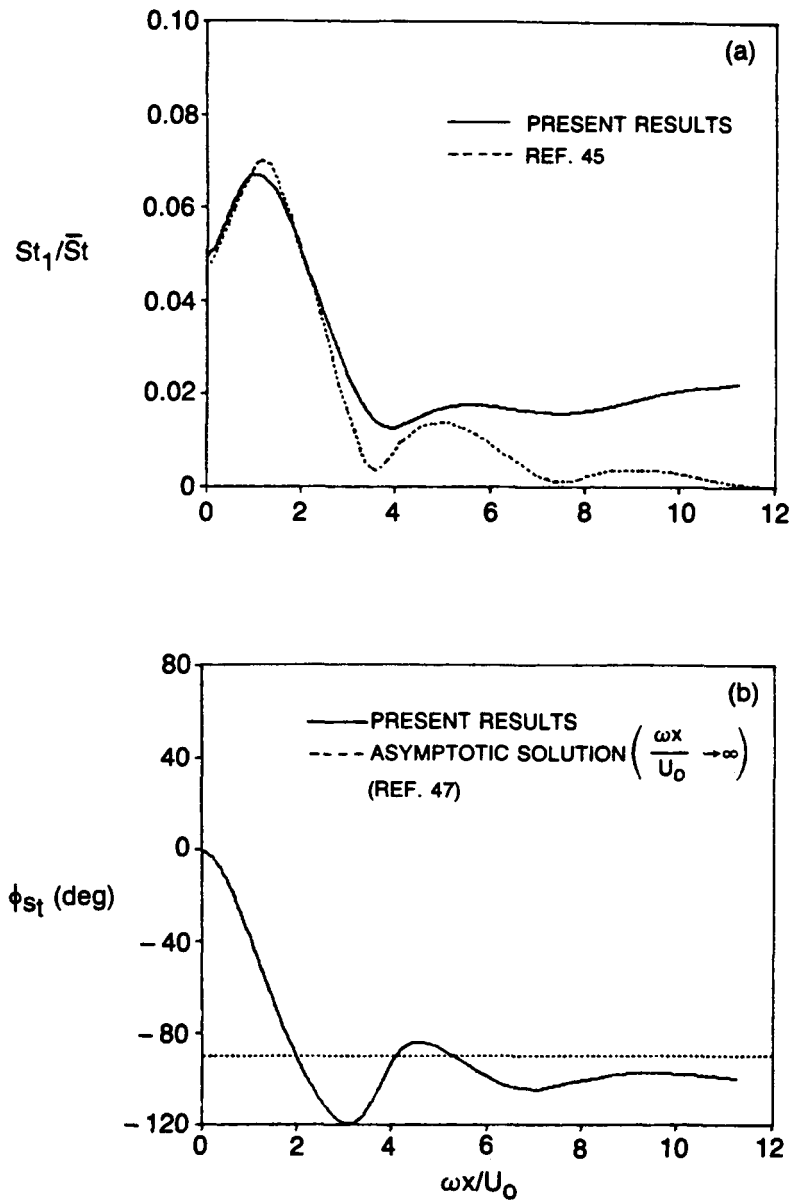 (a)
0.10
0.08
0.06
0.04
0.02
0
St₁/S̄t
PRESENT RESULTS
REF. 45
0 2 4 6 8 10 12
(b)
80
40
0
-40
-80
-120
ϕSt (deg)
PRESENT RESULTS
ASYMPTOTIC SOLUTION (ωx/U₀ →∞)
(REF. 47)
0 2 4 6 8 10 12
ωx/U₀